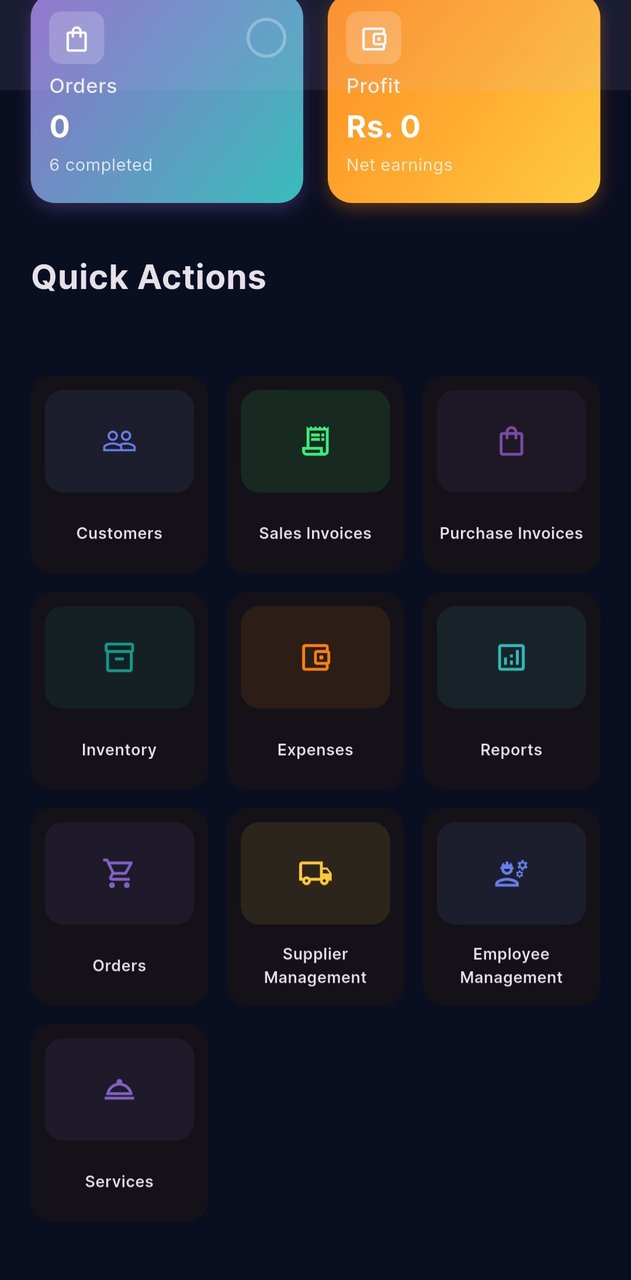 Orders
0
6 completed
Profit
Rs. 0
Net earnings
Quick Actions
Customers
Sales Invoices
Purchase Invoices
Inventory
Expenses
Reports
Orders
Supplier
Management
Employee
Management
Services